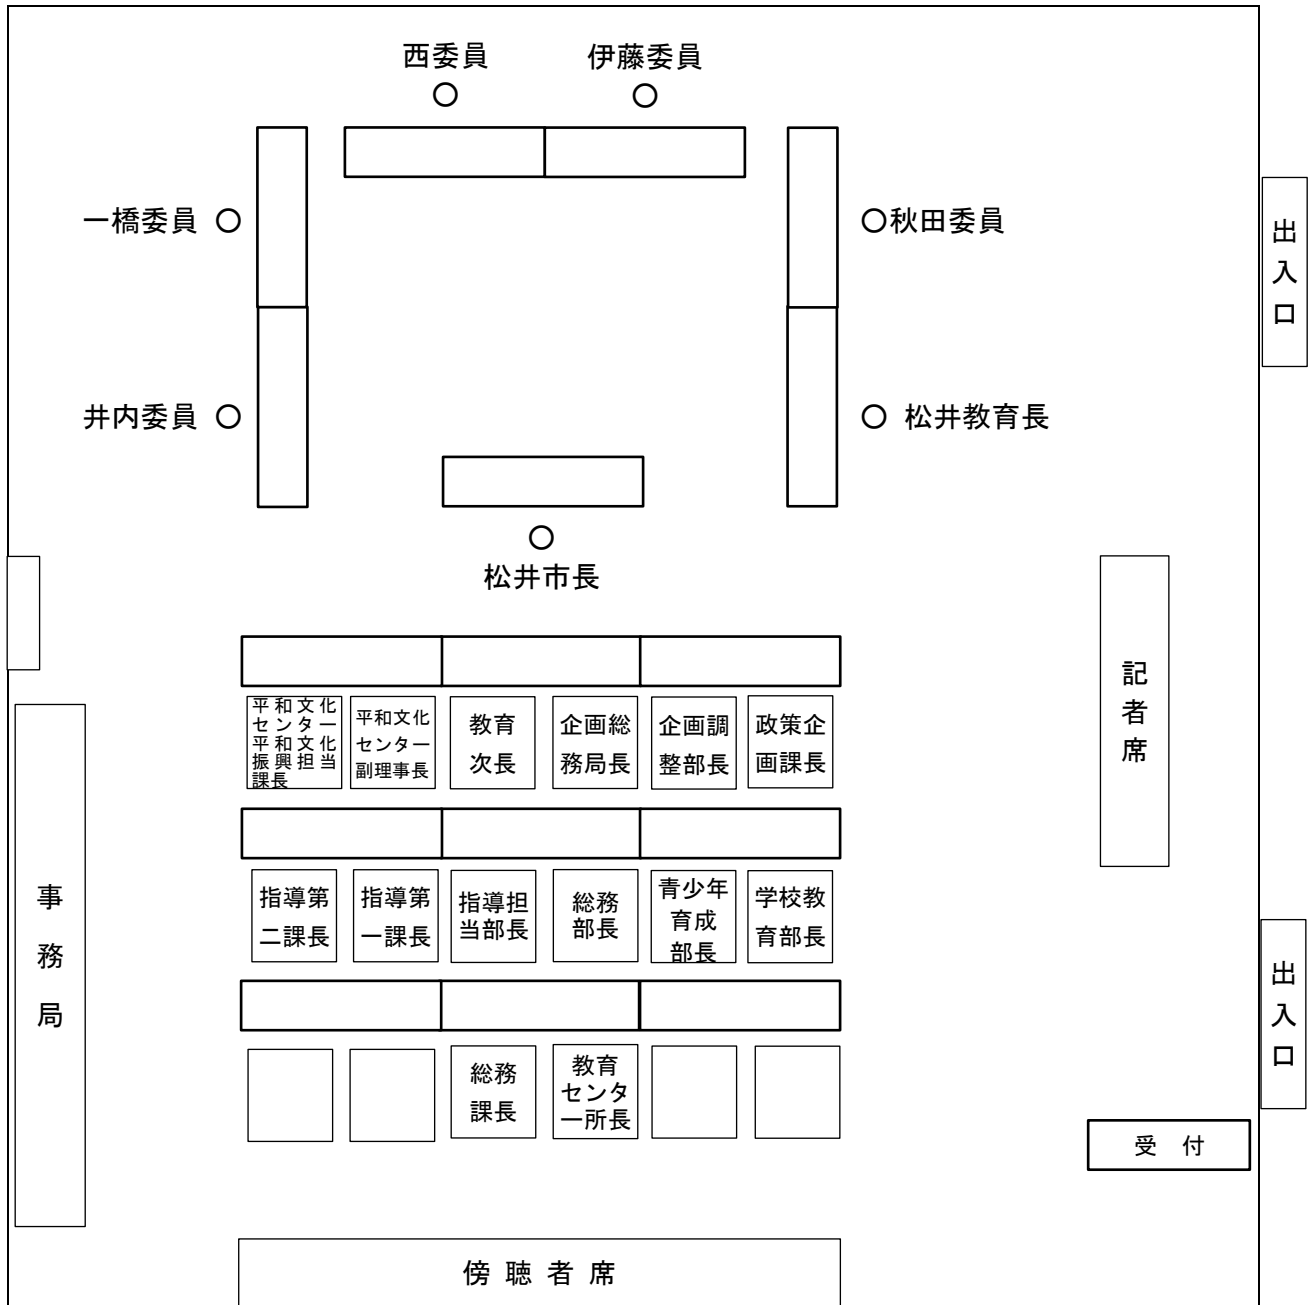 西委員
伊藤委員
一橋委員
秋田委員
出入口
井内委員
松井教育長
松井市長
記者席
平和文化
センター
平和文化
振興担当
課長
平和文化
センター
副理事長
教育
次長
企画総
務局長
企画調
整部長
政策企
画課長
事務局
指導第
二課長
指導第
一課長
指導担
当部長
総務
部長
青少年
育成
部長
学校教
育部長
出入口
総務
課長
教育
センタ
ー所長
受付
傍聴者席